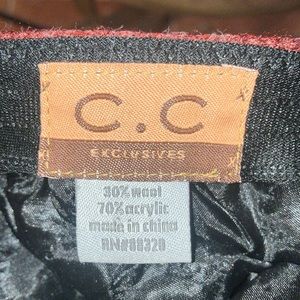 C.C
EXCLUSIVES
30% wool
70% acrylic
made in china
RN#88320